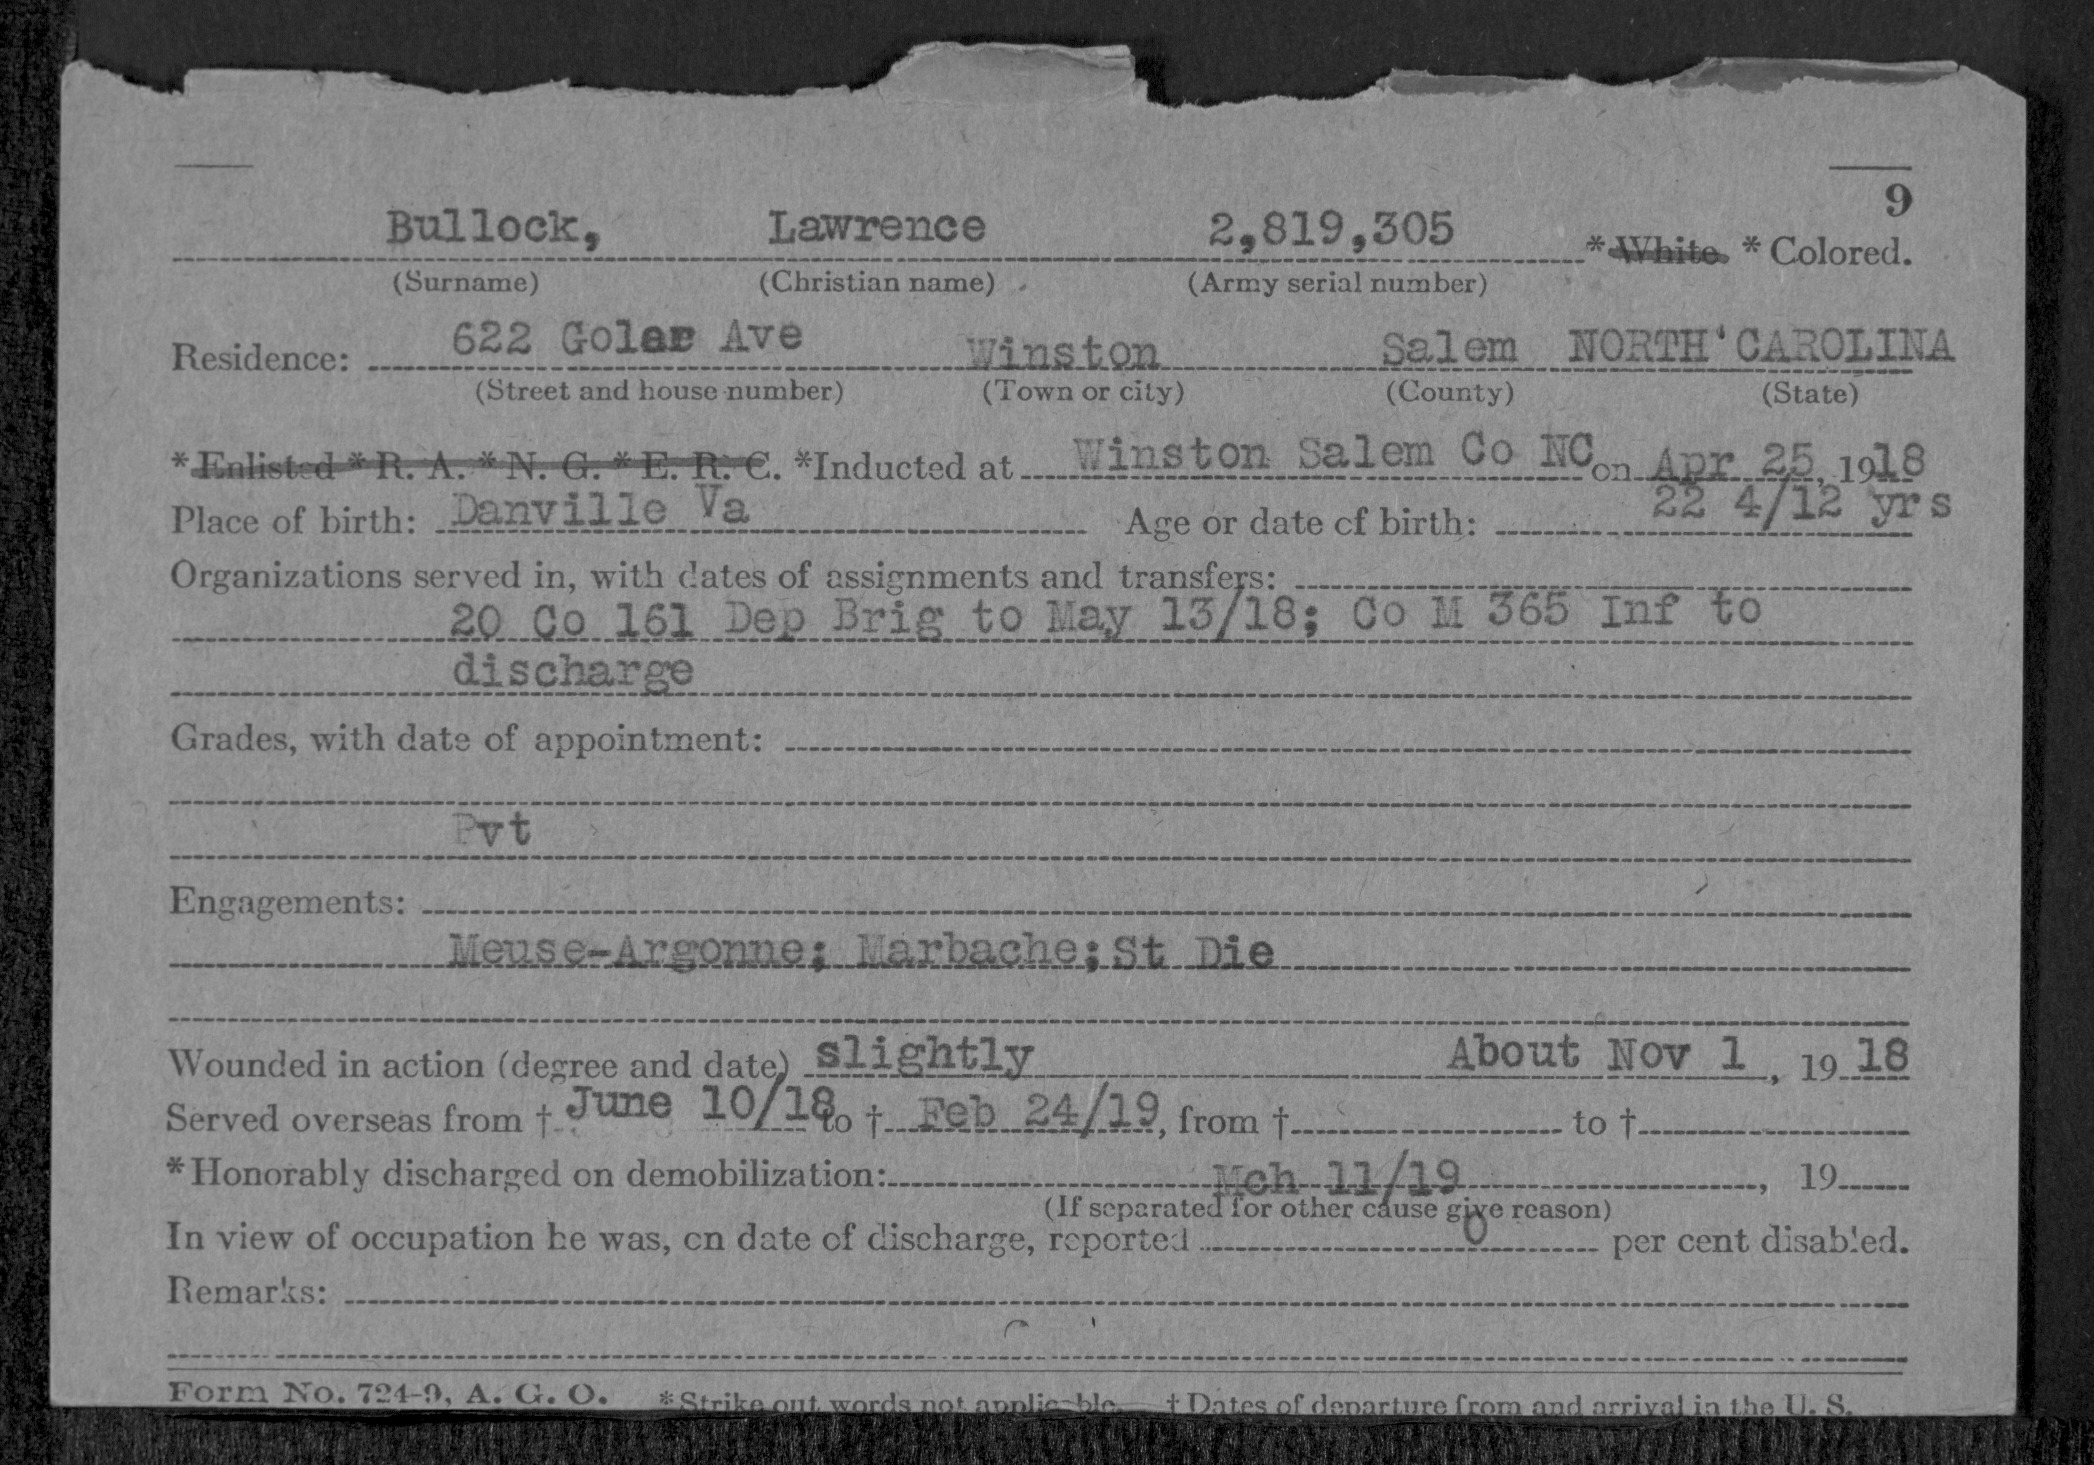 9
Bullock, Lawrence 2,819,305 * White * Colored.
(Surname) (Christian name) (Army serial number)
Residence: 622 Goler Ave Winston Salem NORTH CAROLINA
(Street and house number) (Town or city) (County) (State)
* Enlisted * R. A. * N. G. * E. R. C. *Inducted at Winston Salem Co NC on Apr 25, 1918
Place of birth: Danville Va Age or date of birth: 22 4/12 yrs
Organizations served in, with dates of assignments and transfers:
20 Co 161 Dep Brig to May 13/18; Co M 365 Inf to
discharge
Grades, with date of appointment:
Pvt
Engagements:
Meuse-Argonne; Marbache; St Die
Wounded in action (degree and date) slightly About Nov 1, 19 18
Served overseas from † June 10/18 to † Feb 24/19, from † to †
* Honorably discharged on demobilization: Mch 11/19, 19
(If separated for other cause give reason)
In view of occupation he was, on date of discharge, reported 0 per cent disabled.
Remarks:
Form No. 724-9, A. G. O. * Strike out words not applicable. † Dates of departure from and arrival in the U. S.